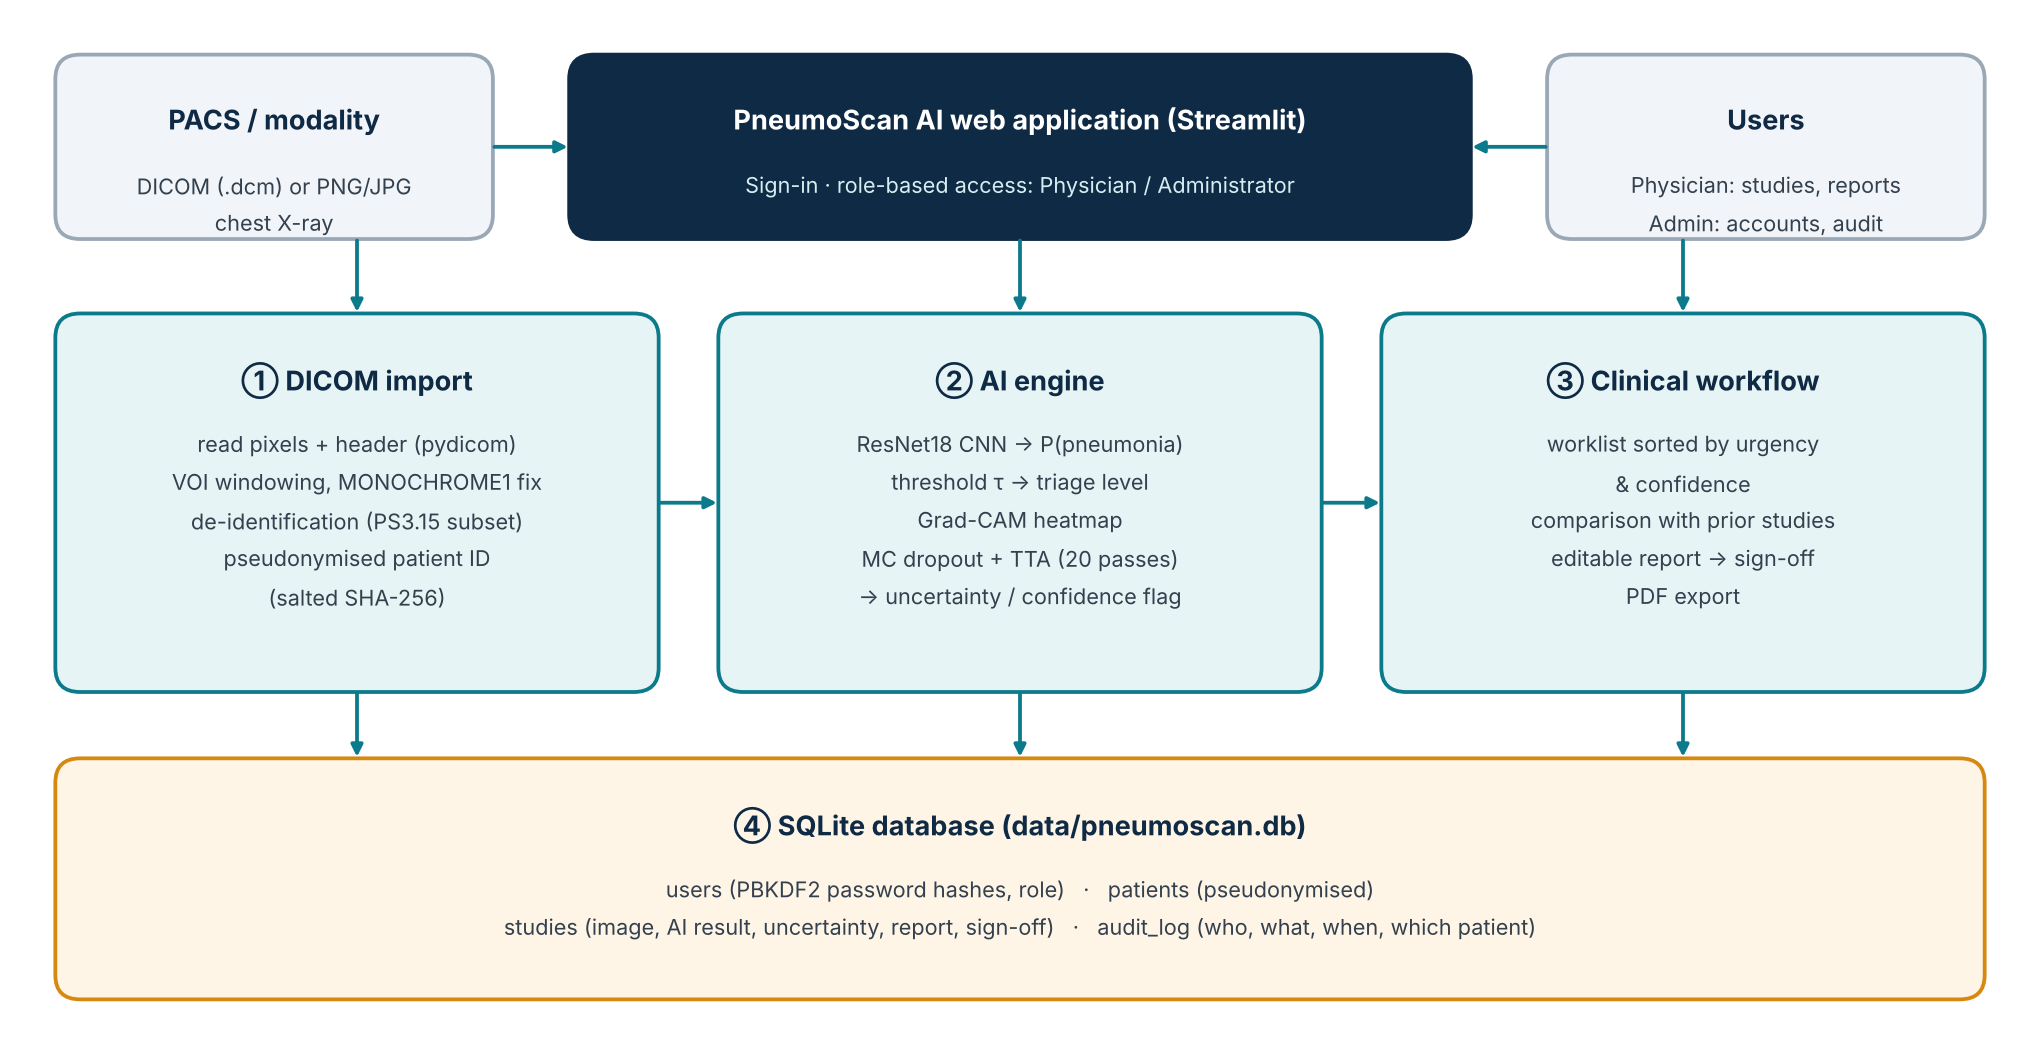 PACS / modality
DICOM (.dcm) or PNG/JPG
chest X-ray
PneumoScan AI web application (Streamlit)
Sign-in · role-based access: Physician / Administrator
Users
Physician: studies, reports
Admin: accounts, audit
① DICOM import
read pixels + header (pydicom)
VOI windowing, MONOCHROME1 fix
de-identification (PS3.15 subset)
pseudonymised patient ID
(salted SHA-256)
② AI engine
ResNet18 CNN → P(pneumonia)
threshold τ → triage level
Grad-CAM heatmap
MC dropout + TTA (20 passes)
→ uncertainty / confidence flag
③ Clinical workflow
worklist sorted by urgency
& confidence
comparison with prior studies
editable report → sign-off
PDF export
④ SQLite database (data/pneumoscan.db)
users (PBKDF2 password hashes, role) · patients (pseudonymised)
studies (image, AI result, uncertainty, report, sign-off) · audit_log (who, what, when, which patient)